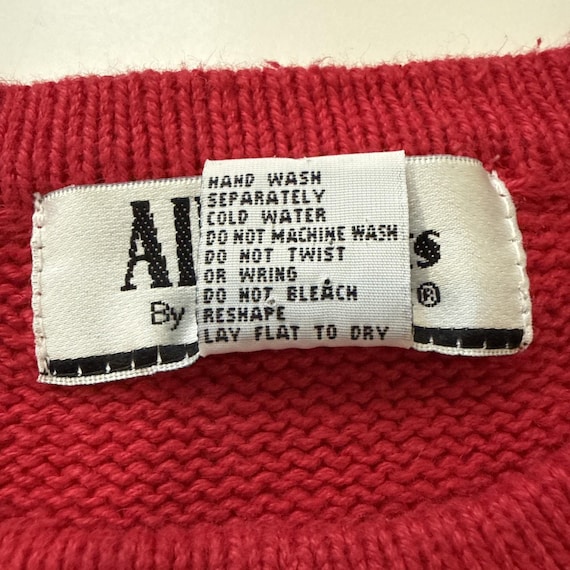 HAND WASH
SEPARATELY
COLD WATER
DO NOT MACHINE WASH
DO NOT TWIST
OR WRING
DO NOT BLEACH
RESHAPE
LAY FLAT TO DRY
By
®